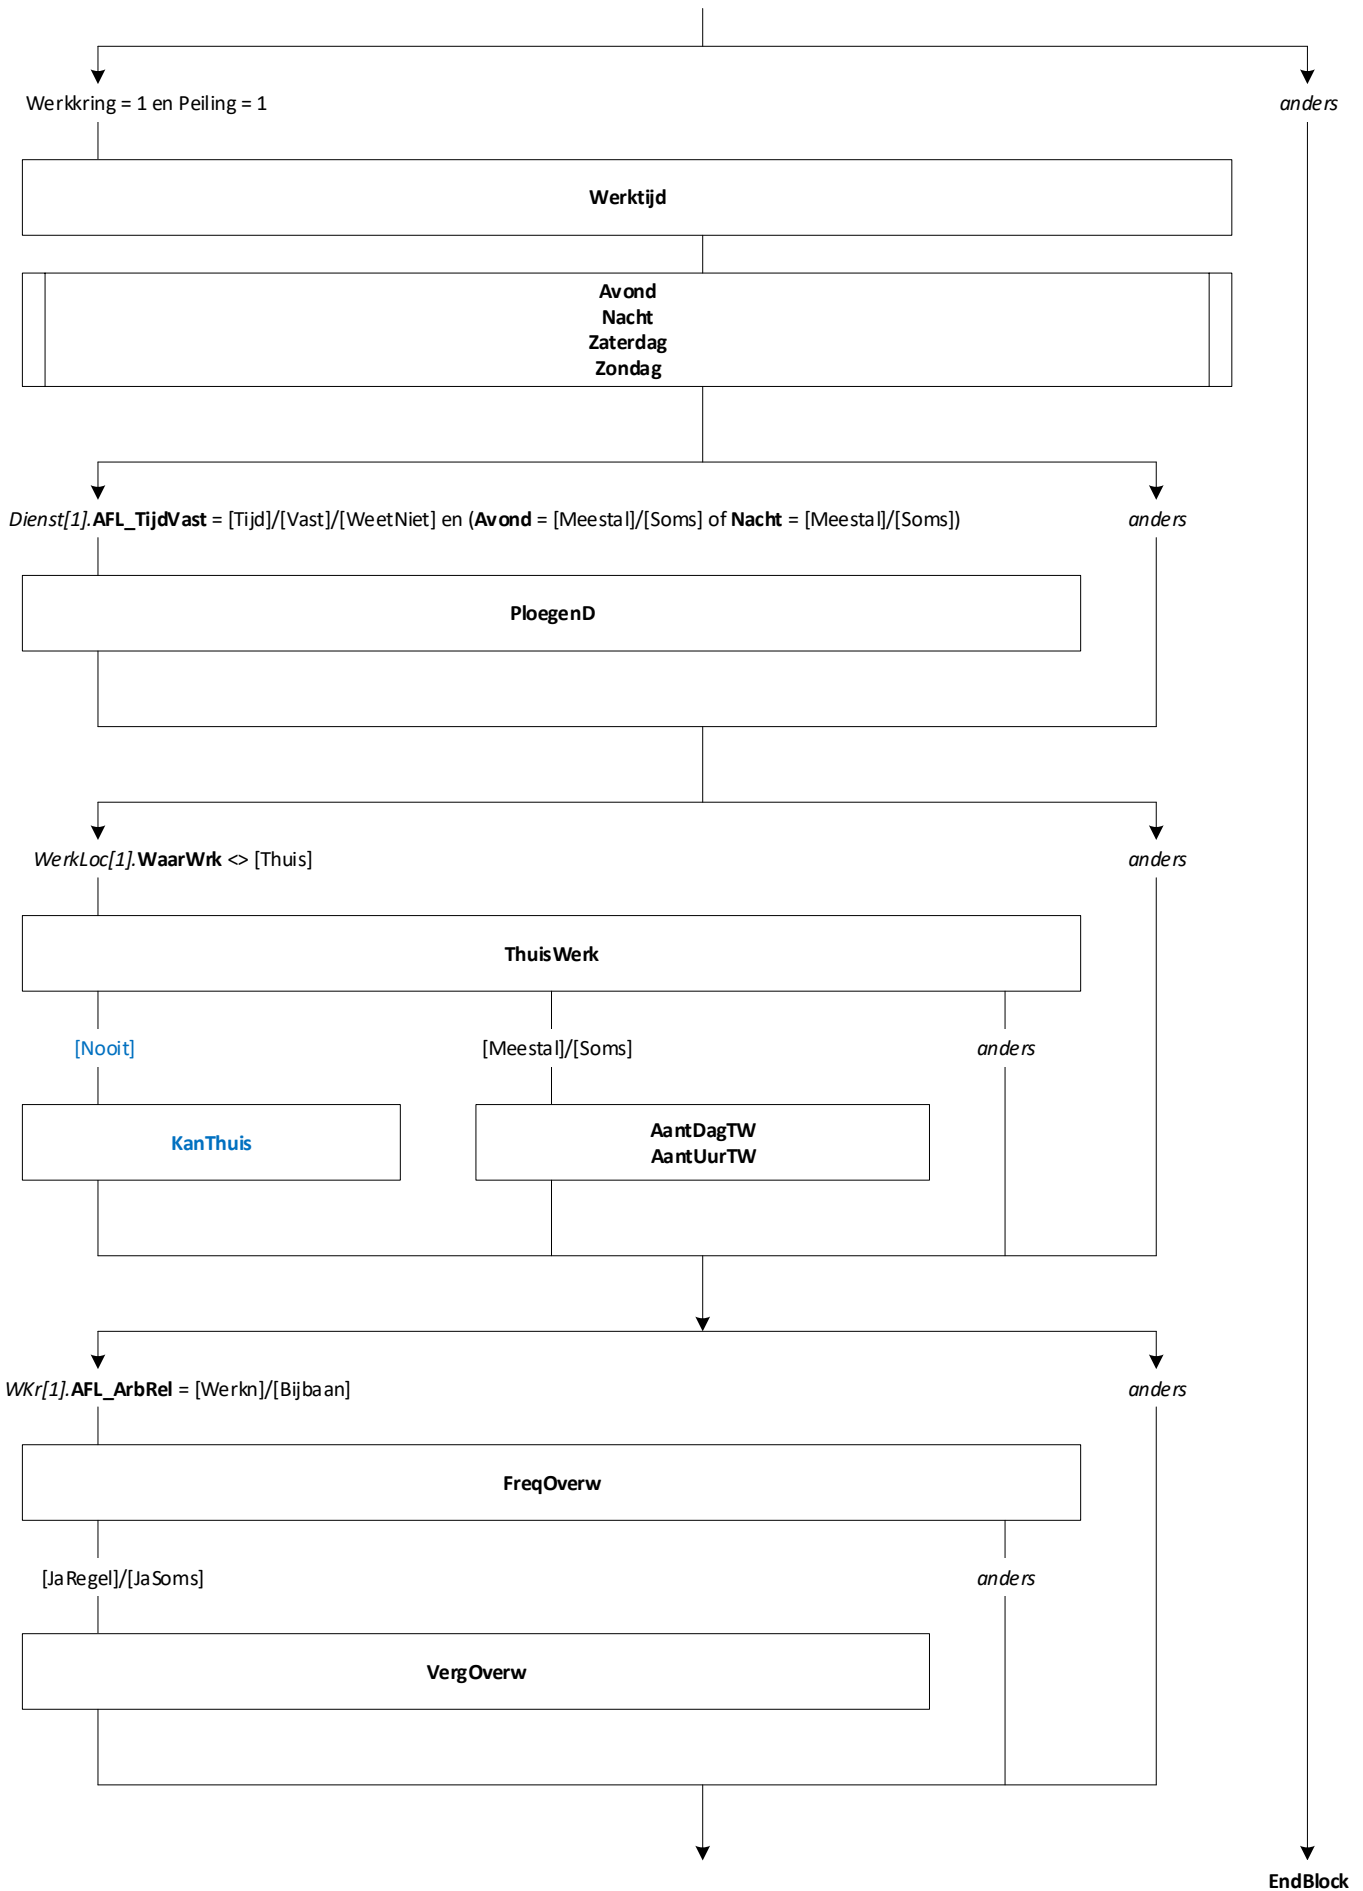 Werkkring = 1 en Peiling = 1
anders
Werktijd
Avond
Nacht
Zaterdag
Zondag
Dienst[1].AFL_TijdVast = [Tijd]/[Vast]/[WeetNiet] en (Avond = [Meestal]/[Soms] of Nacht = [Meestal]/[Soms])
anders
PloegenD
WerkLoc[1].WaarWrk <> [Thuis]
anders
ThuisWerk
[Nooit]
[Meestal]/[Soms]
anders
KanThuis
AantDagTW
AantUurTW
WKr[1].AFL_ArbRel = [Werkn]/[Bijbaan]
anders
FreqOverw
[JaRegel]/[JaSoms]
anders
VergOverw
EndBlock